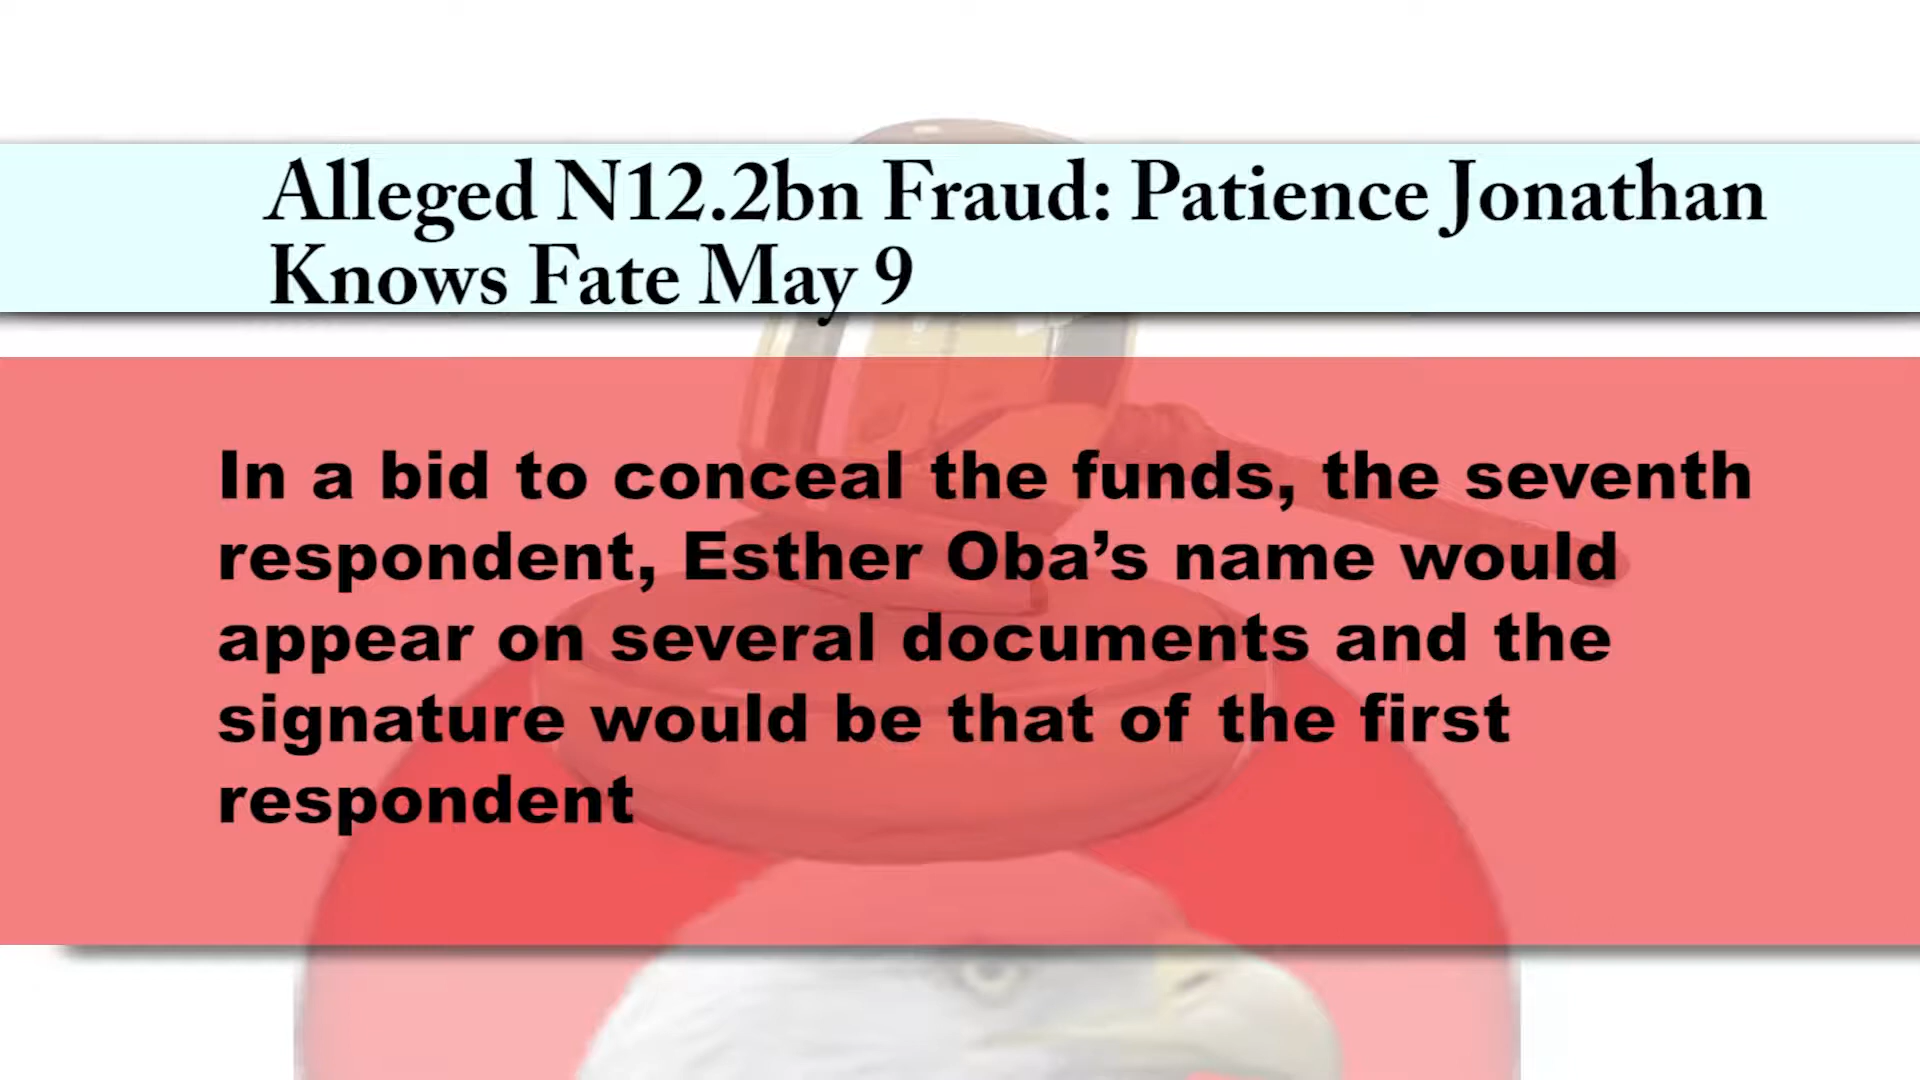 Alleged N12.2bn Fraud: Patience Jonathan
Knows Fate May 9
In a bid to conceal the funds, the seventh
respondent, Esther Oba’s name would
appear on several documents and the
signature would be that of the first
respondent